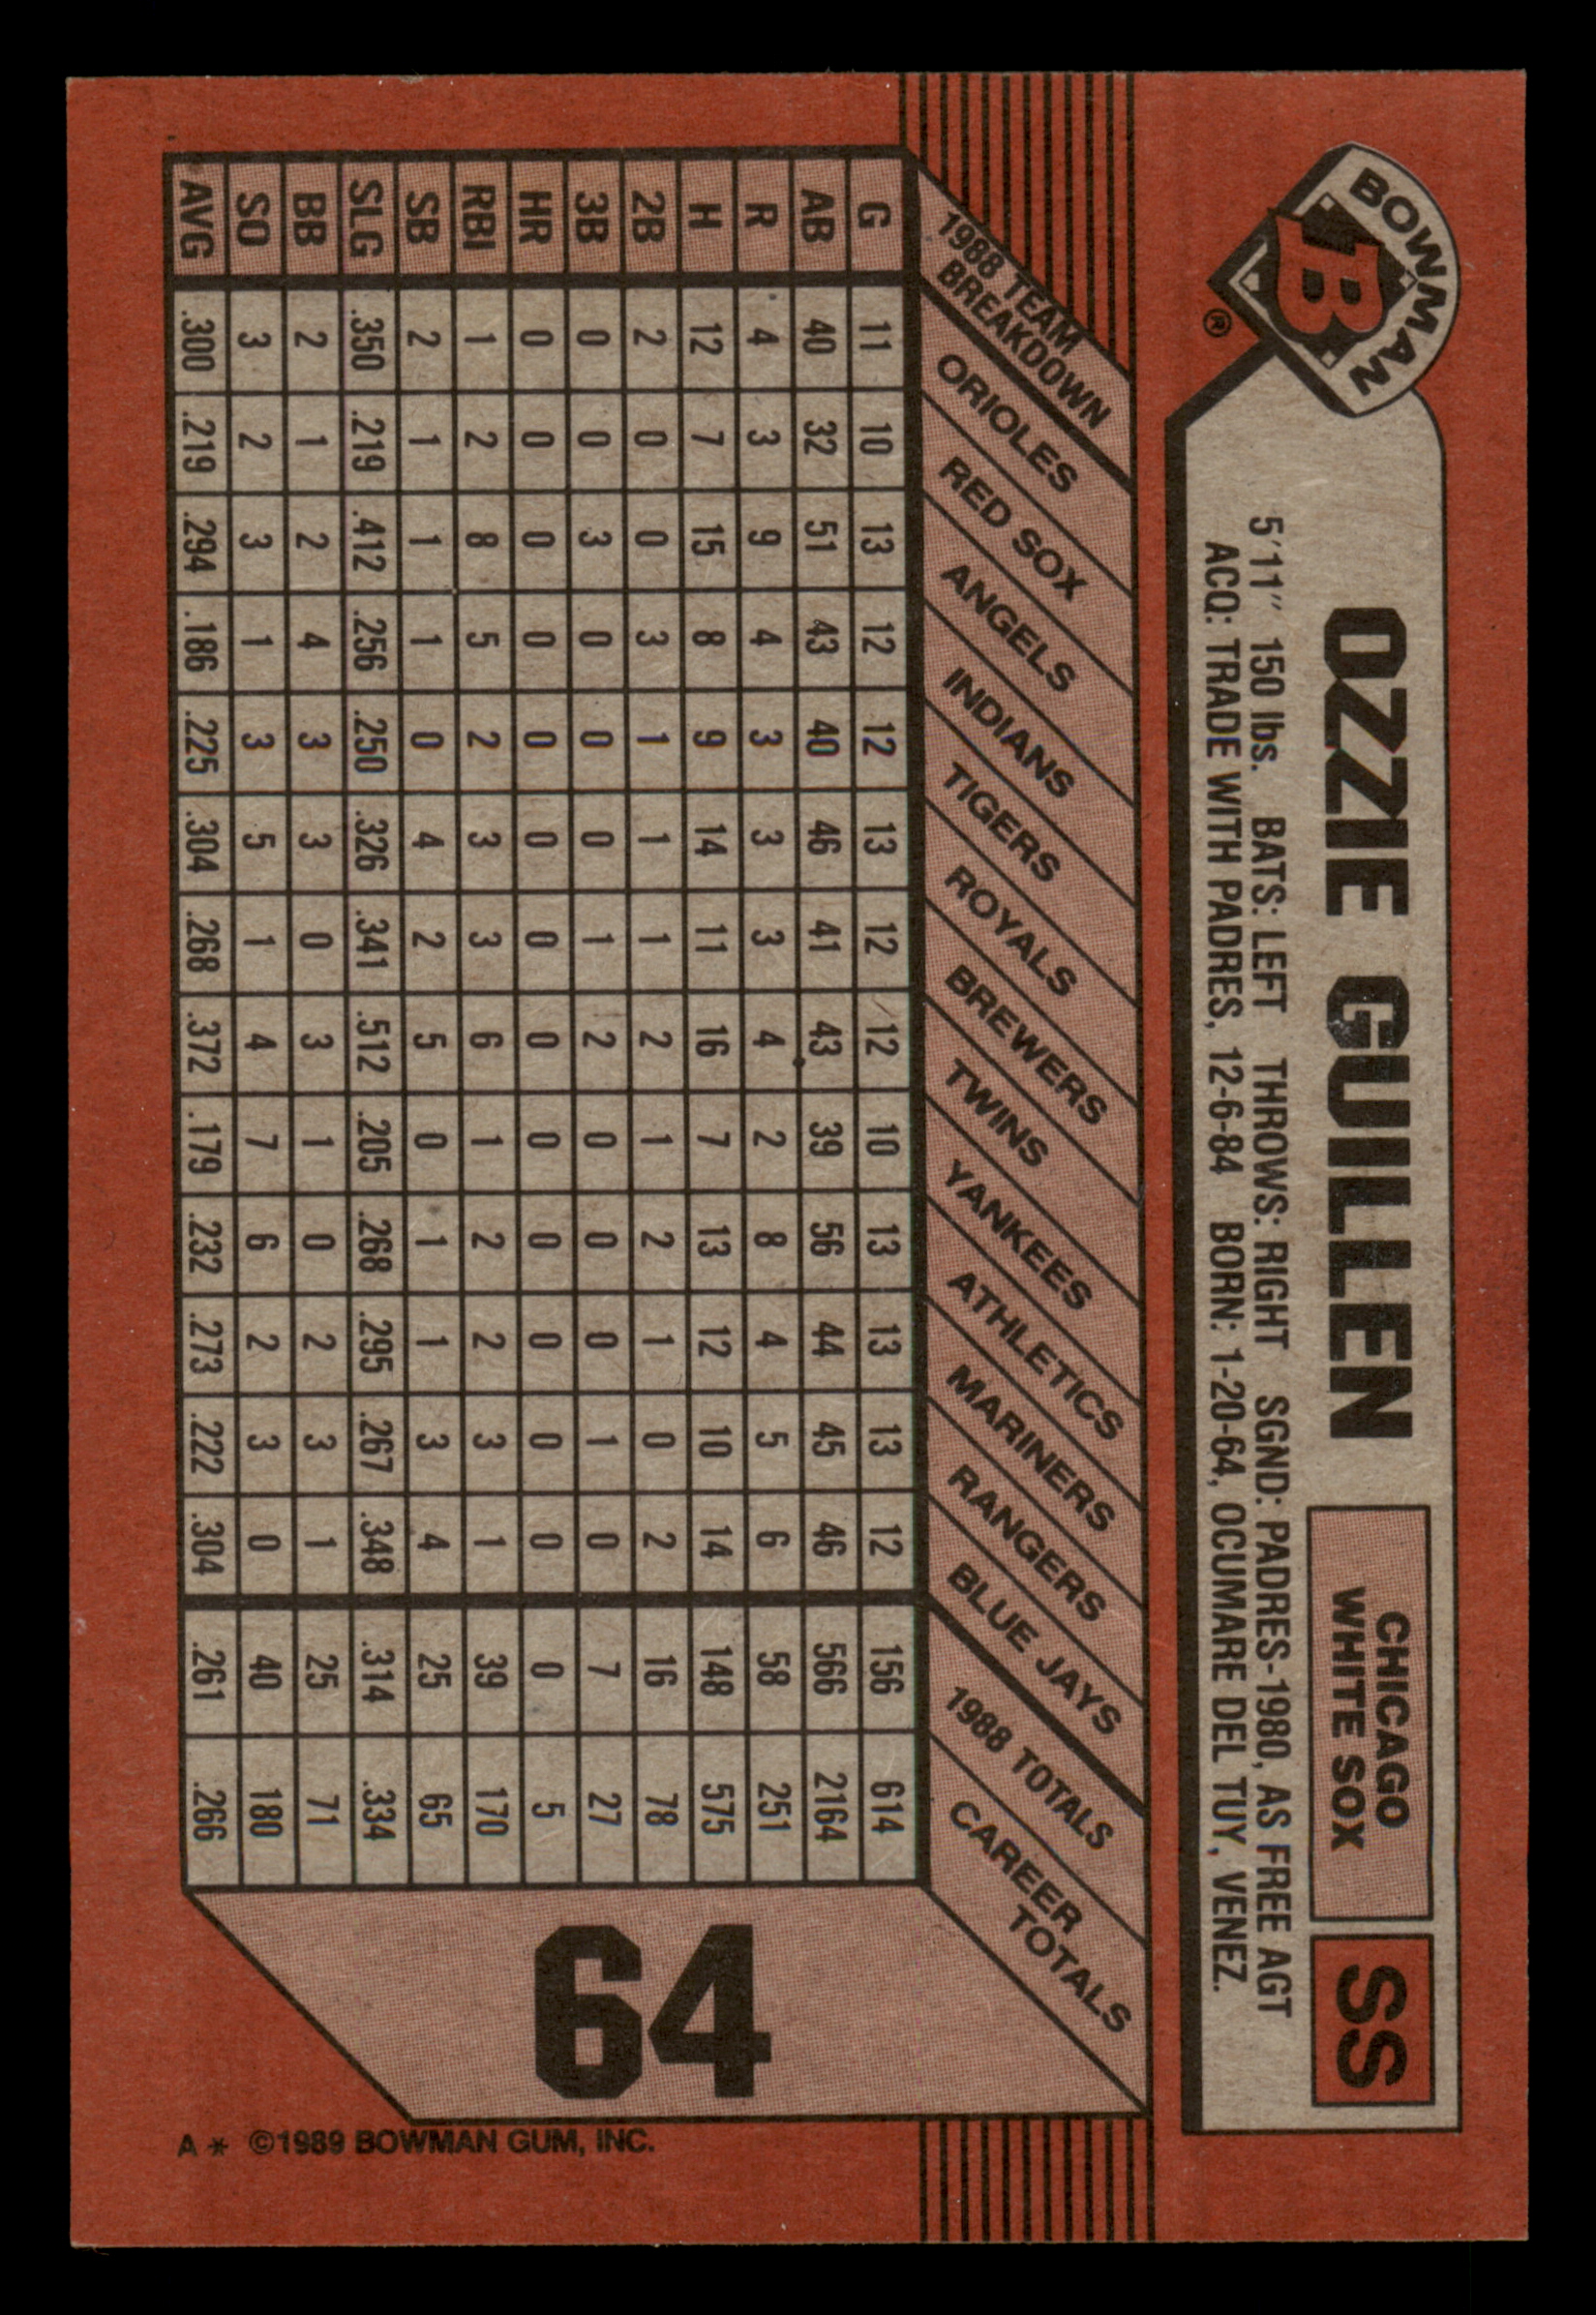 BOWMAN
B
®
OZZIE GUILLEN
CHICAGO
WHITE SOX
SS
5'11" 150 lbs. BATS: LEFT THROWS: RIGHT SGND: PADRES-1980, AS FREE AGT
ACQ: TRADE WITH PADRES, 12-6-84 BORN: 1-20-64, OCUMARE DEL TUY, VENEZ.
1988 TEAM BREAKDOWN ORIOLES RED SOX ANGELS INDIANS TIGERS ROYALS BREWERS TWINS YANKEES ATHLETICS MARINERS RANGERS BLUE JAYS 1988 TOTALS CAREER TOTALS
G 11 10 13 12 12 13 12 12 10 13 13 13 12 156 614
AB 40 32 51 43 40 46 41 43 39 56 44 45 46 566 2164
R 4 3 9 4 3 3 3 4 2 8 4 5 6 58 251
H 12 7 15 8 9 14 11 16 7 13 12 10 14 148 575
2B 2 0 0 3 1 1 1 2 1 2 1 0 2 16 78
3B 0 0 3 0 0 0 1 2 0 0 0 1 0 7 27
HR 0 0 0 0 0 0 0 0 0 0 0 0 0 0 5
RBI 1 2 8 5 2 3 3 6 1 2 2 3 1 39 170
SB 2 1 1 1 0 4 2 5 0 1 1 3 4 25 65
SLG .350 .219 .412 .256 .250 .326 .341 .512 .205 .268 .295 .267 .348 .314 .334
BB 2 1 2 4 3 3 0 3 1 0 2 3 1 25 71
SO 3 2 3 1 3 5 1 4 7 6 2 3 0 40 180
AVG .300 .219 .294 .186 .225 .304 .268 .372 .179 .232 .273 .222 .304 .261 .266
64
A * ©1989 BOWMAN GUM, INC.